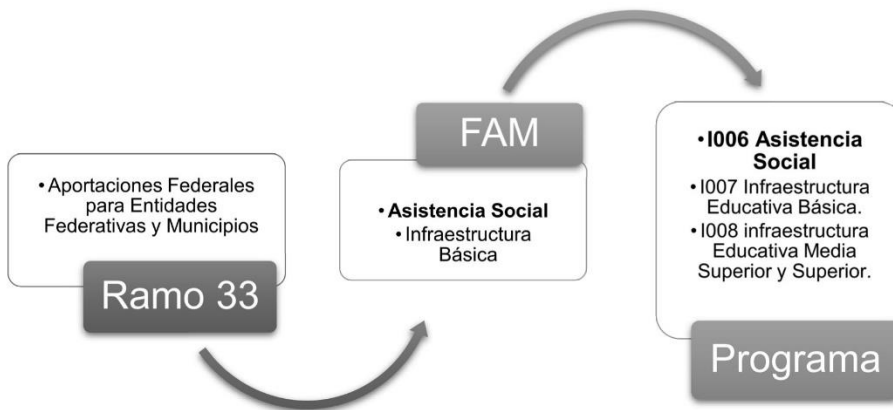 • Aportaciones Federales
para Entidades
Federativas y Municipios
Ramo 33
FAM
• Asistencia Social
• Infraestructura
Básica
• I006 Asistencia
Social
• I007 Infraestructura
Educativa Básica.
• I008 infraestructura
Educativa Media
Superior y Superior.
Programa